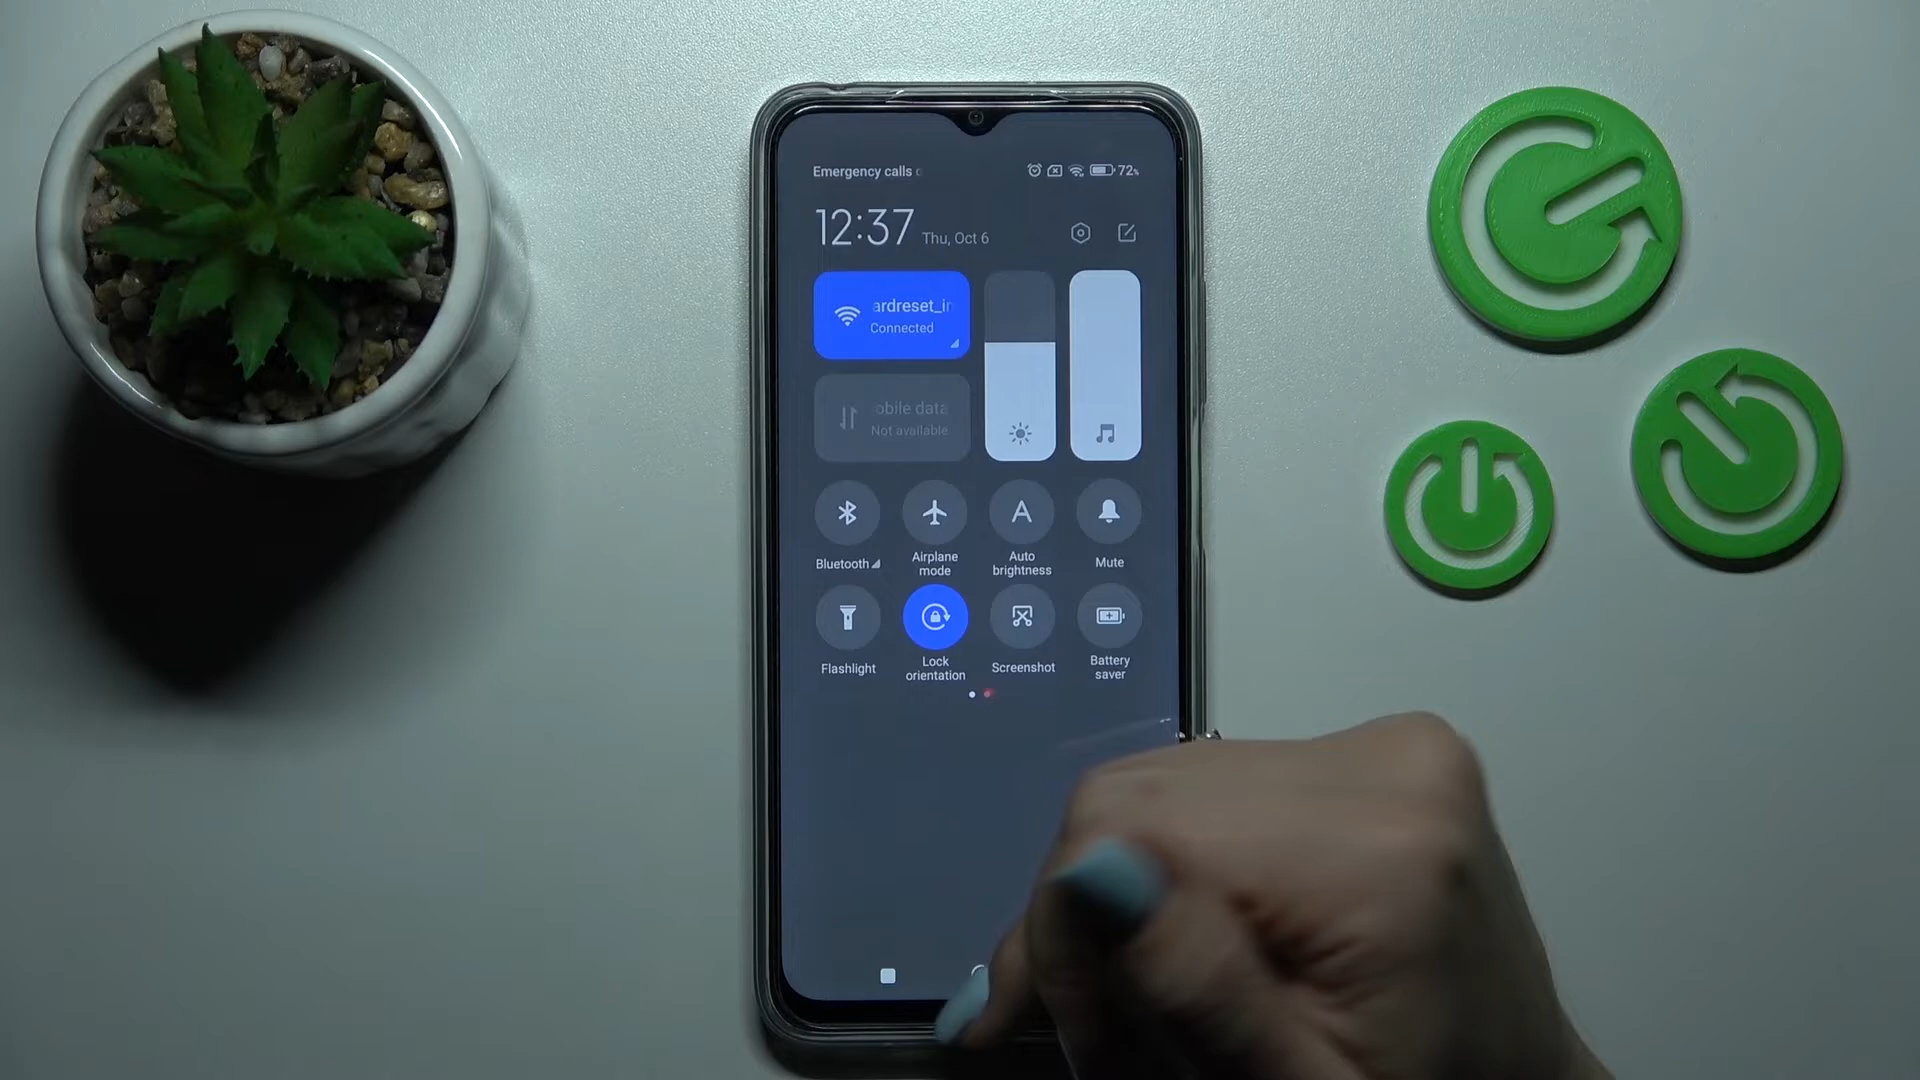 Emergency calls
72%
12:37 Thu, Oct 6
ardreset_in
Connected
obile data
Not available
Bluetooth
Airplane
mode
Auto
brightness
Mute
Flashlight
Lock
orientation
Screenshot
Battery
saver